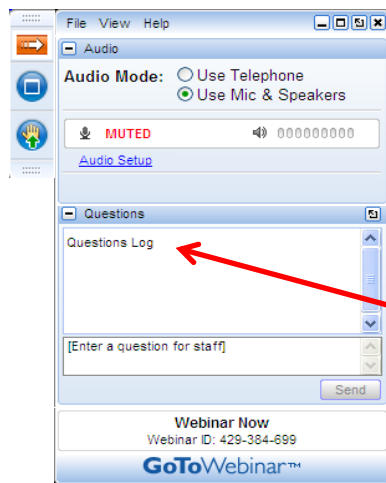 File View Help
Audio
Audio Mode: Use Telephone
Use Mic & Speakers
MUTED 000000000
Audio Setup
Questions
Questions Log
[Enter a question for staff]
Send
Webinar Now
Webinar ID: 429-384-699
GoToWebinar™